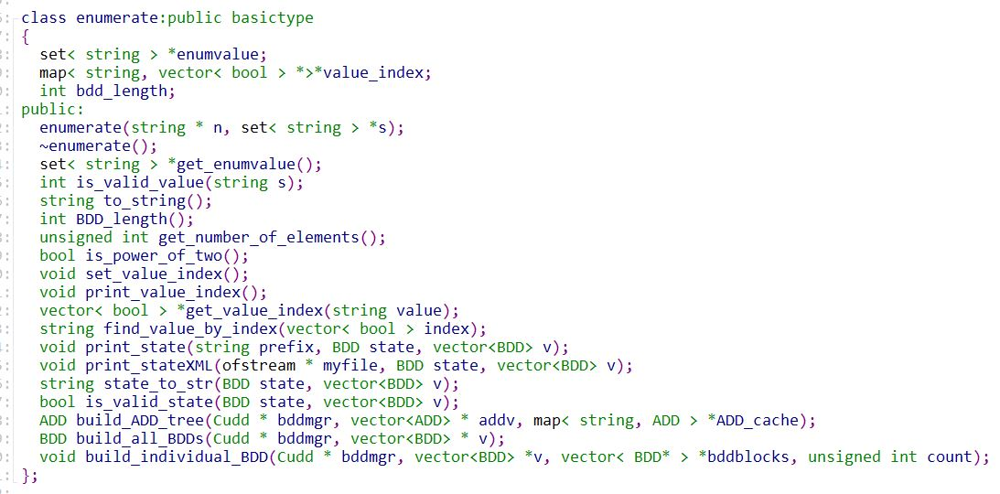 class enumerate:public basictype
{
  set< string > *enumvalue;
  map< string, vector< bool > *>*value_index;
  int bdd_length;
public:
  enumerate(string * n, set< string > *s);
  ~enumerate();
  set< string > *get_enumvalue();
  int is_valid_value(string s);
  string to_string();
  int BDD_length();
  unsigned int get_number_of_elements();
  bool is_power_of_two();
  void set_value_index();
  void print_value_index();
  vector< bool > *get_value_index(string value);
  string find_value_by_index(vector< bool > index);
  void print_state(string prefix, BDD state, vector<BDD> v);
  void print_stateXML(ofstream * myfile, BDD state, vector<BDD> v);
  string state_to_str(BDD state, vector<BDD> v);
  bool is_valid_state(BDD state, vector<BDD> v);
  ADD build_ADD_tree(Cudd * bddmgr, vector<ADD> * addv, map< string, ADD > *ADD_cache);
  BDD build_all_BDDs(Cudd * bddmgr, vector<BDD> * v);
  void build_individual_BDD(Cudd * bddmgr, vector<BDD> *v, vector< BDD* > *bddblocks, unsigned int count);
};